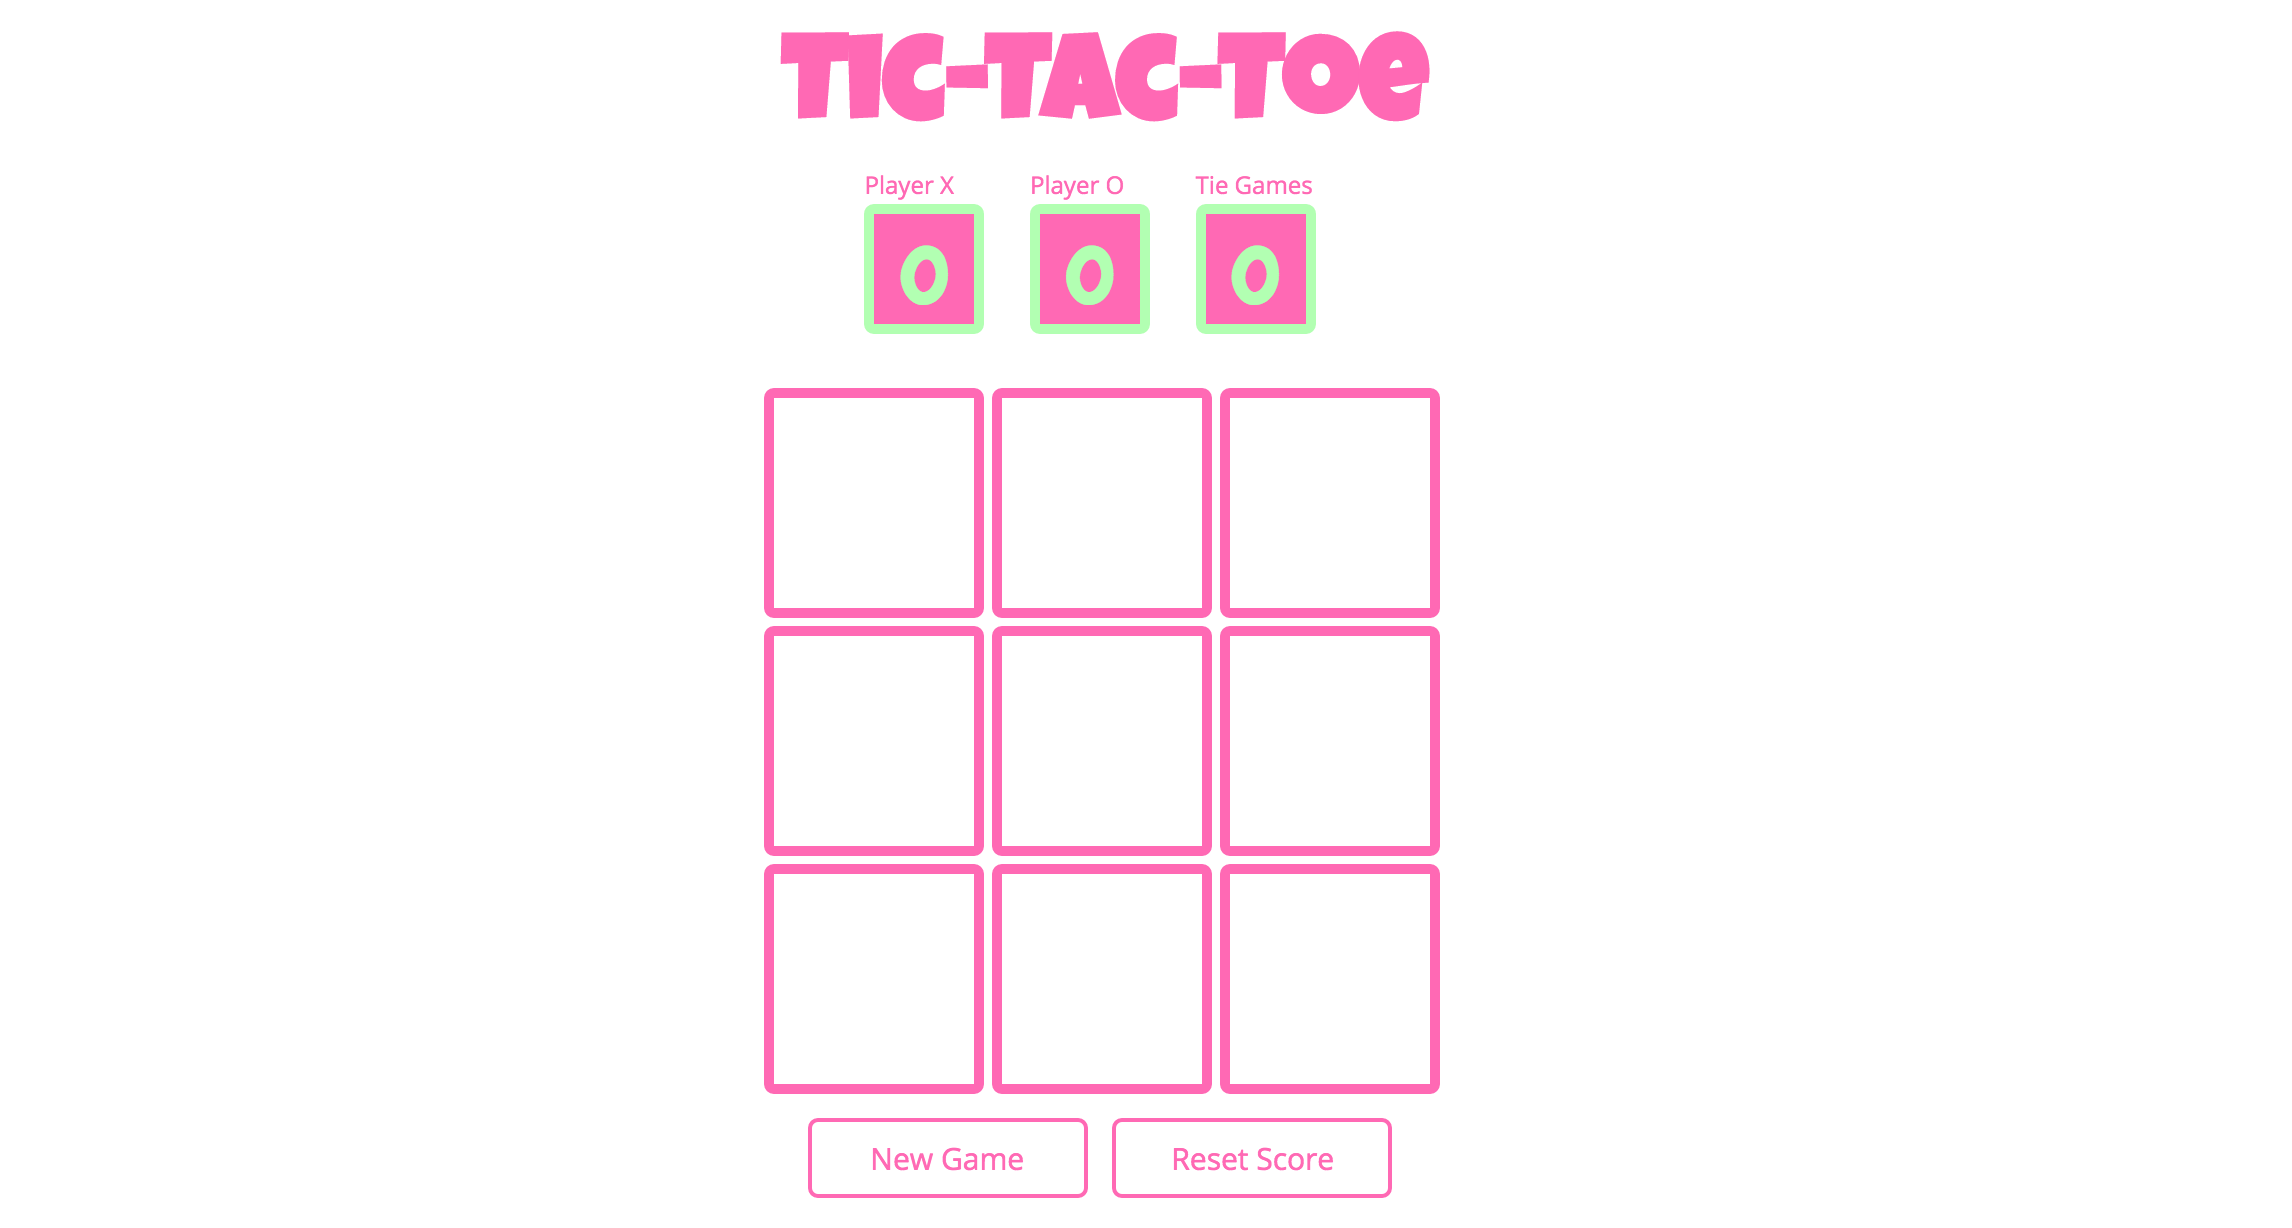 TIC-TAC-TOe
Player X Player O Tie Games
0 0 0
New Game Reset Score